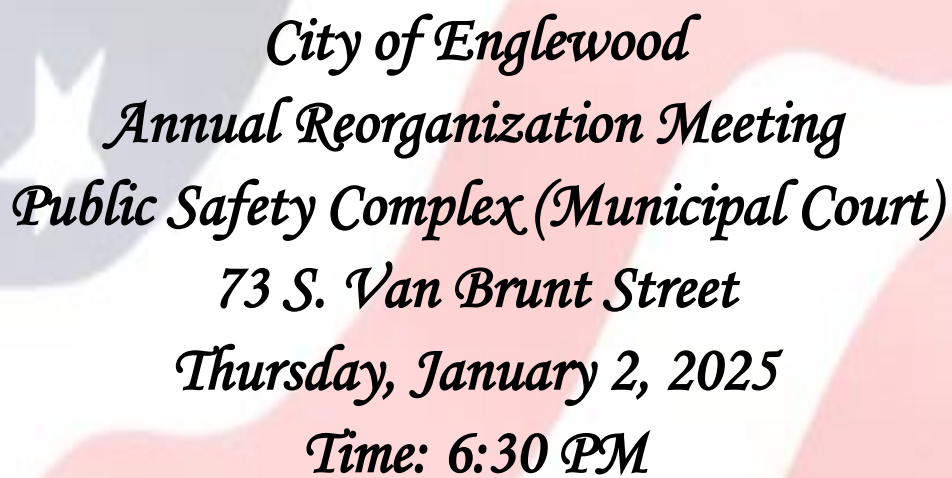 City of Englewood
Annual Reorganization Meeting
Public Safety Complex (Municipal Court)
73 S. Van Brunt Street
Thursday, January 2, 2025
Time: 6:30 PM